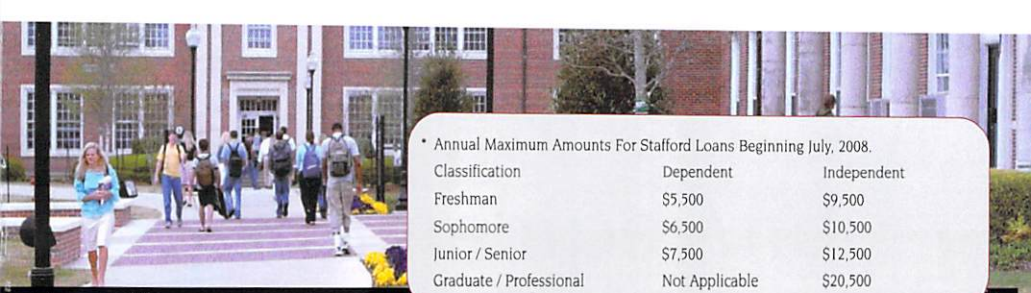 * Annual Maximum Amounts For Stafford Loans Beginning July, 2008.
Classification Dependent Independent
Freshman $5,500 $9,500
Sophomore $6,500 $10,500
Junior / Senior $7,500 $12,500
Graduate / Professional Not Applicable $20,500